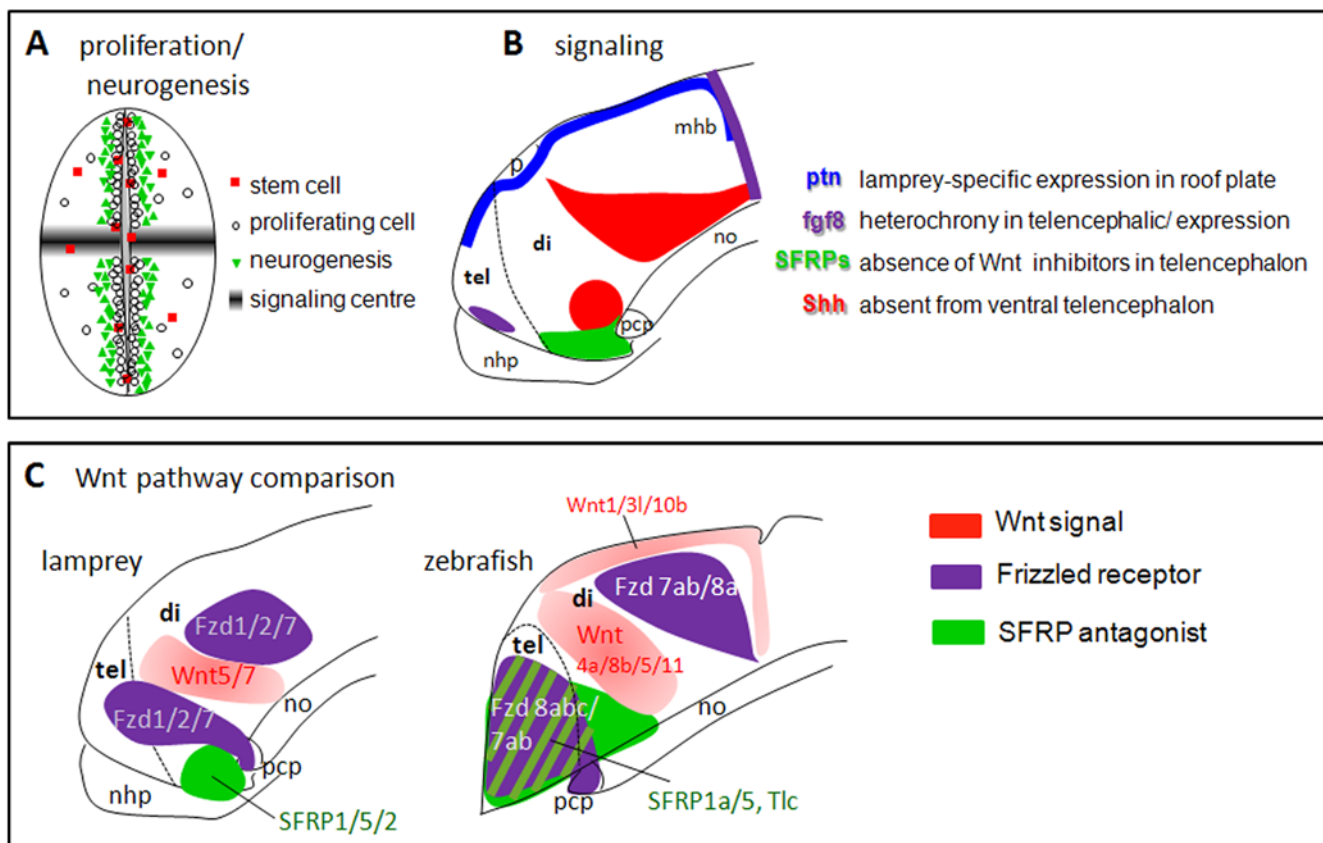 A proliferation/
neurogenesis
stem cell
proliferating cell
neurogenesis
signaling centre
B signaling
mhb
p
di
no
tel
pcp
nhp
ptn lamprey-specific expression in roof plate
fgf8 heterochrony in telencephalic/ expression
SFRPs absence of Wnt inhibitors in telencephalon
Shh absent from ventral telencephalon
C Wnt pathway comparison
lamprey
di
Fzd1/2/7
tel
Wnt5/7
no
Fzd1/2/7
pcp
nhp
SFRP1/5/2
zebrafish
Wnt1/3l/10b
Fzd 7ab/8a
di
Wnt
4a/8b/5/11
tel
Fzd 8abc/
7ab
no
pcp
SFRP1a/5, Tlc
Wnt signal
Frizzled receptor
SFRP antagonist